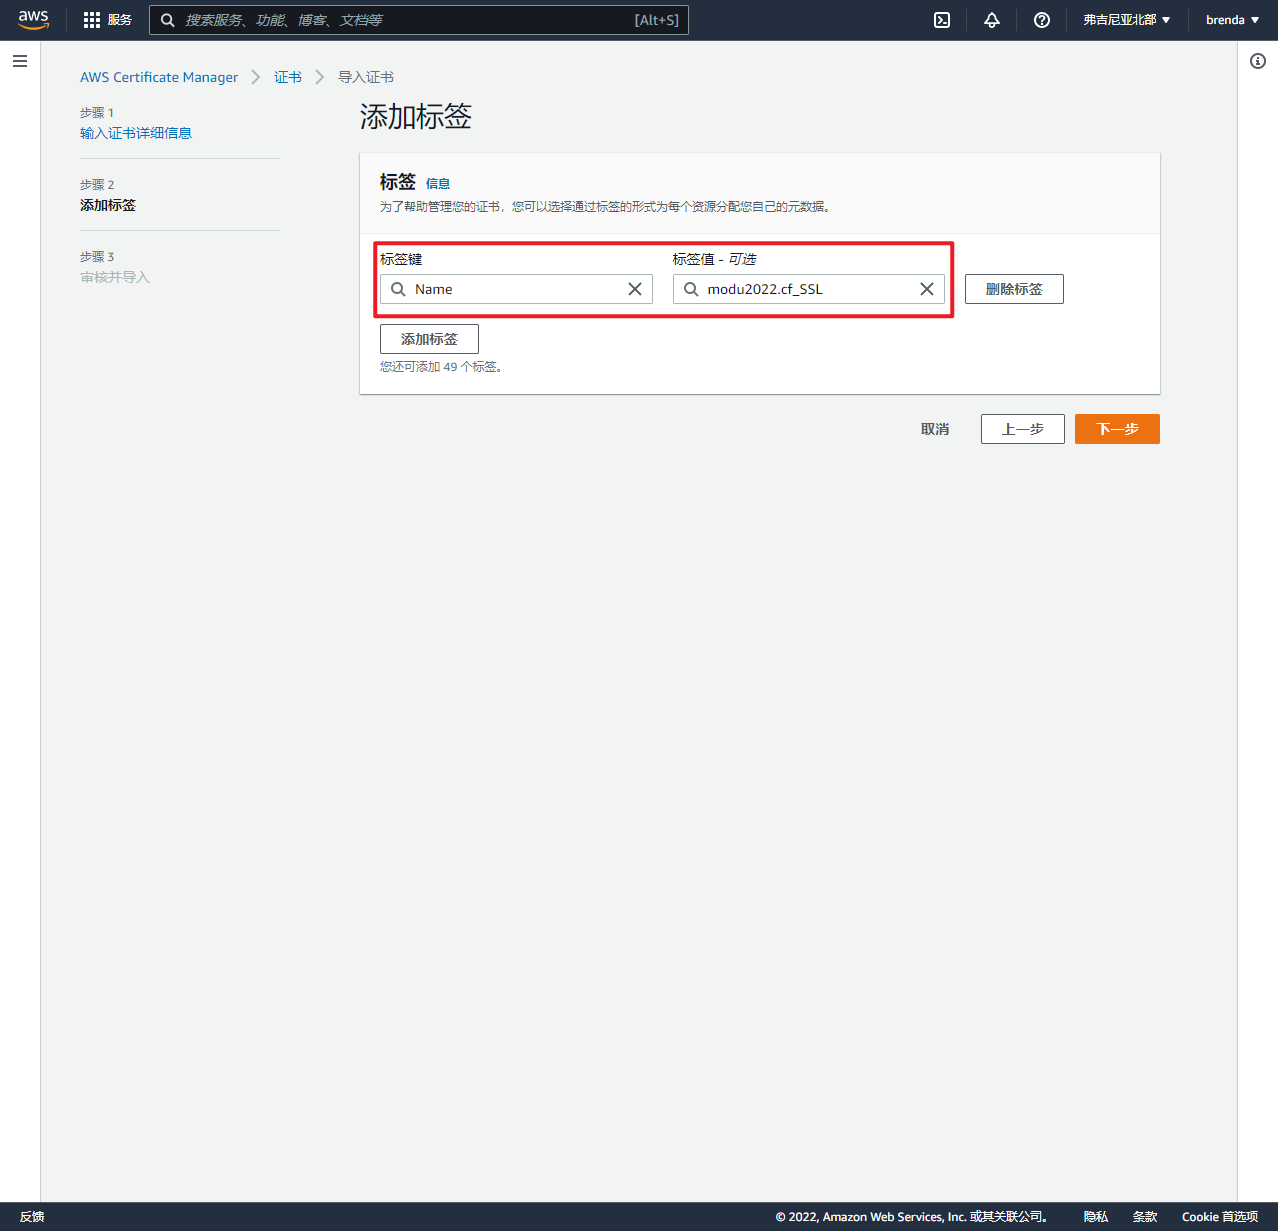 aws
服务
搜索服务、功能、博客、文档等
[Alt+S]
弗吉尼亚北部
brenda
AWS Certificate Manager
证书
导入证书
步骤 1
输入证书详细信息
步骤 2
添加标签
步骤 3
审核并导入
添加标签
标签 信息
为了帮助管理您的证书，您可以选择通过标签的形式为每个资源分配您自己的元数据。
标签键
标签值 - 可选
Name
modu2022.cf_SSL
删除标签
添加标签
您还可添加 49 个标签。
取消
上一步
下一步
反馈
© 2022, Amazon Web Services, Inc. 或其关联公司。
隐私
条款
Cookie 首选项